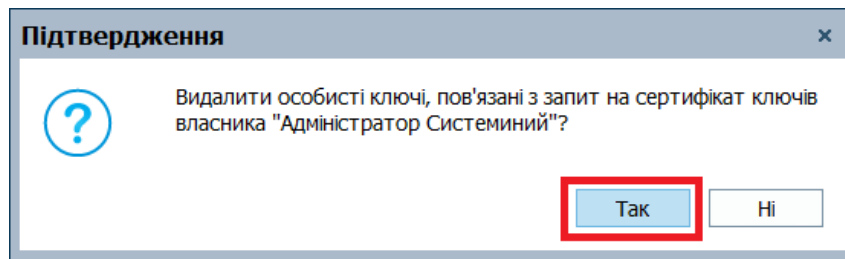 Підтвердження
Видалити особисті ключі, пов'язані з запит на сертифікат ключів
власника "Адміністратор Системиний"?
Так
Ні